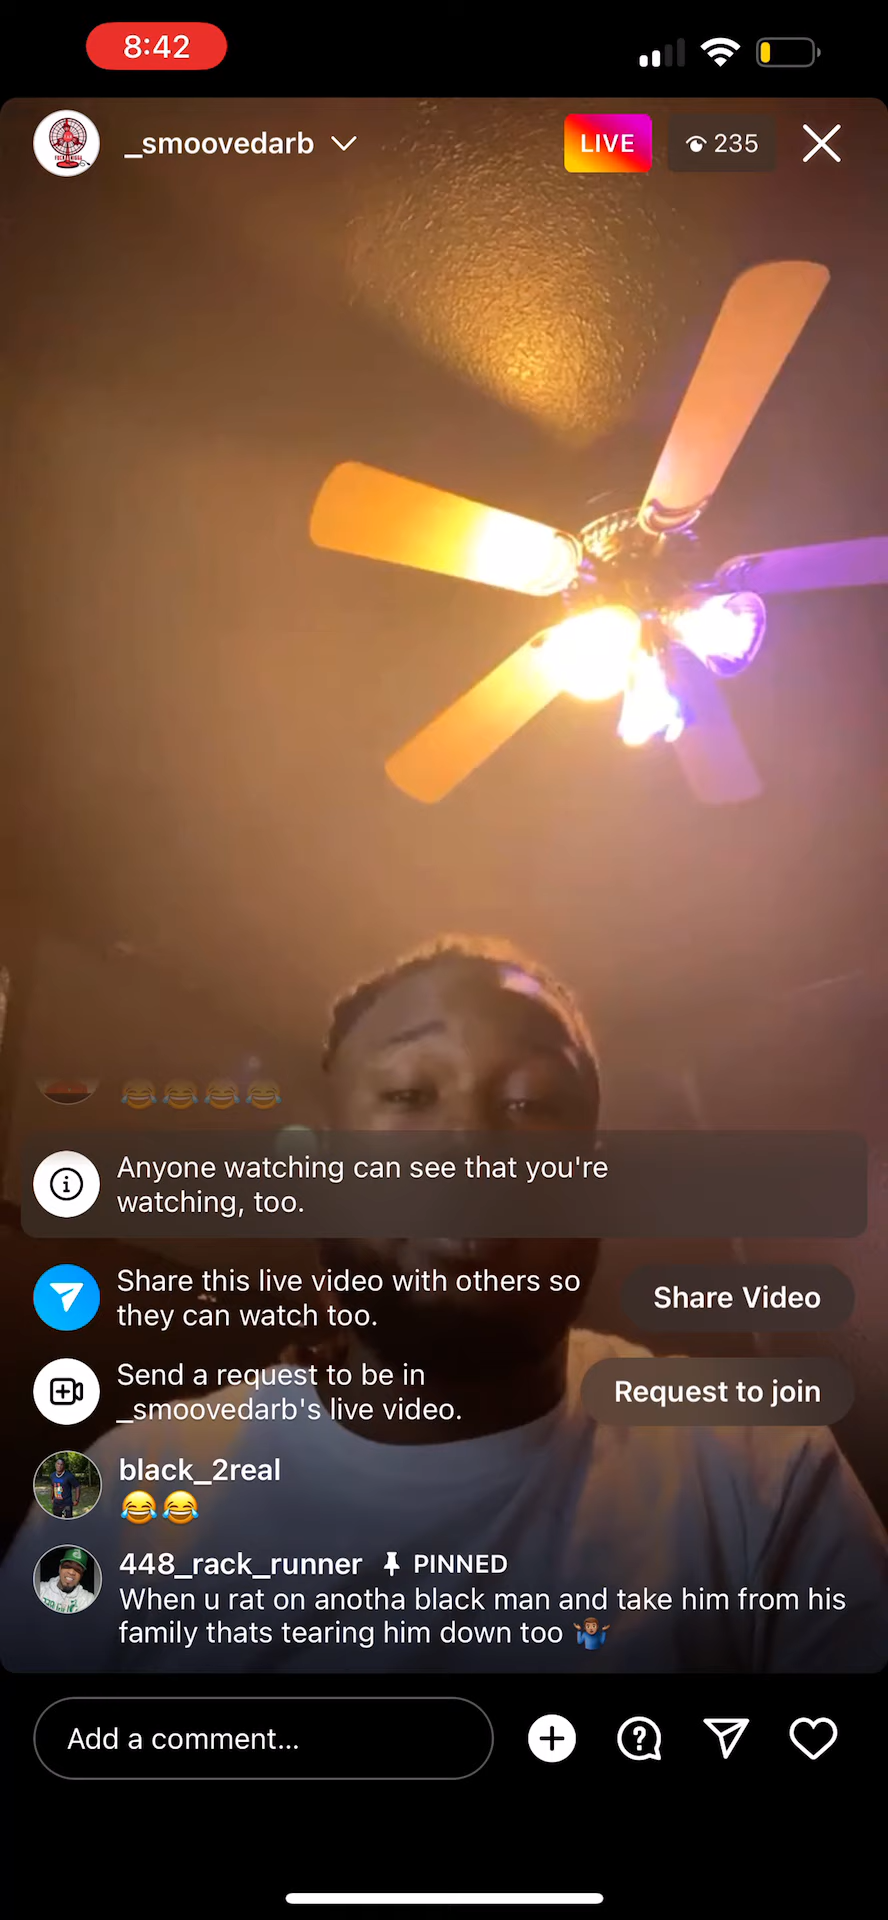 8:42
_smoovedarb
LIVE
235
😂😂😂😂
Anyone watching can see that you're
watching, too.
Share this live video with others so
they can watch too.
Share Video
Send a request to be in
_smoovedarb's live video.
Request to join
black_2real
😂😂
448_rack_runner PINNED
When u rat on anotha black man and take him from his
family thats tearing him down too 🤷🏾‍♂️
Add a comment...